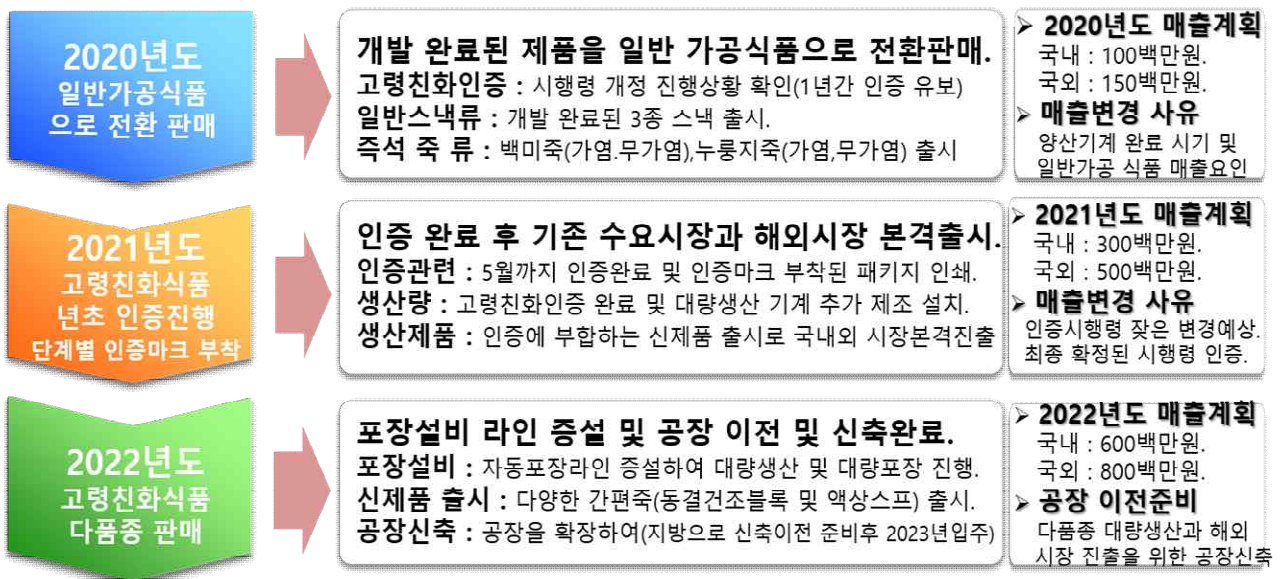 2020년도
일반가공식품
으로 전환 판매
개발 완료된 제품을 일반 가공식품으로 전환판매.
고령친화인증 : 시행령 개정 진행상황 확인(1년간 인증 유보)
일반스낵류 : 개발 완료된 3종 스낵 출시.
즉석 죽 류 : 백미죽(가염.무가염),누룽지죽(가염,무가염) 출시
➢ 2020년도 매출계획
국내 : 100백만원.
국외 : 150백만원.
➢ 매출변경 사유
양산기계 완료 시기 및
일반가공 식품 매출요인
2021년도
고령친화식품
년초 인증진행
단계별 인증마크 부착
인증 완료 후 기존 수요시장과 해외시장 본격출시.
인증관련 : 5월까지 인증완료 및 인증마크 부착된 패키지 인쇄.
생산량 : 고령친화인증 완료 및 대량생산 기계 추가 제조 설치.
생산제품 : 인증에 부합하는 신제품 출시로 국내외 시장본격진출
➢ 2021년도 매출계획
국내 : 300백만원.
국외 : 500백만원.
➢ 매출변경 사유
인증시행령 잦은 변경예상.
최종 확정된 시행령 인증.
2022년도
고령친화식품
다품종 판매
포장설비 라인 증설 및 공장 이전 및 신축완료.
포장설비 : 자동포장라인 증설하여 대량생산 및 대량포장 진행.
신제품 출시 : 다양한 간편죽(동결건조블록 및 액상스프) 출시.
공장신축 : 공장을 확장하여(지방으로 신축이전 준비후 2023년입주)
➢ 2022년도 매출계획
국내 : 600백만원.
국외 : 800백만원.
➢ 공장 이전준비
다품종 대량생산과 해외
시장 진출을 위한 공장신축